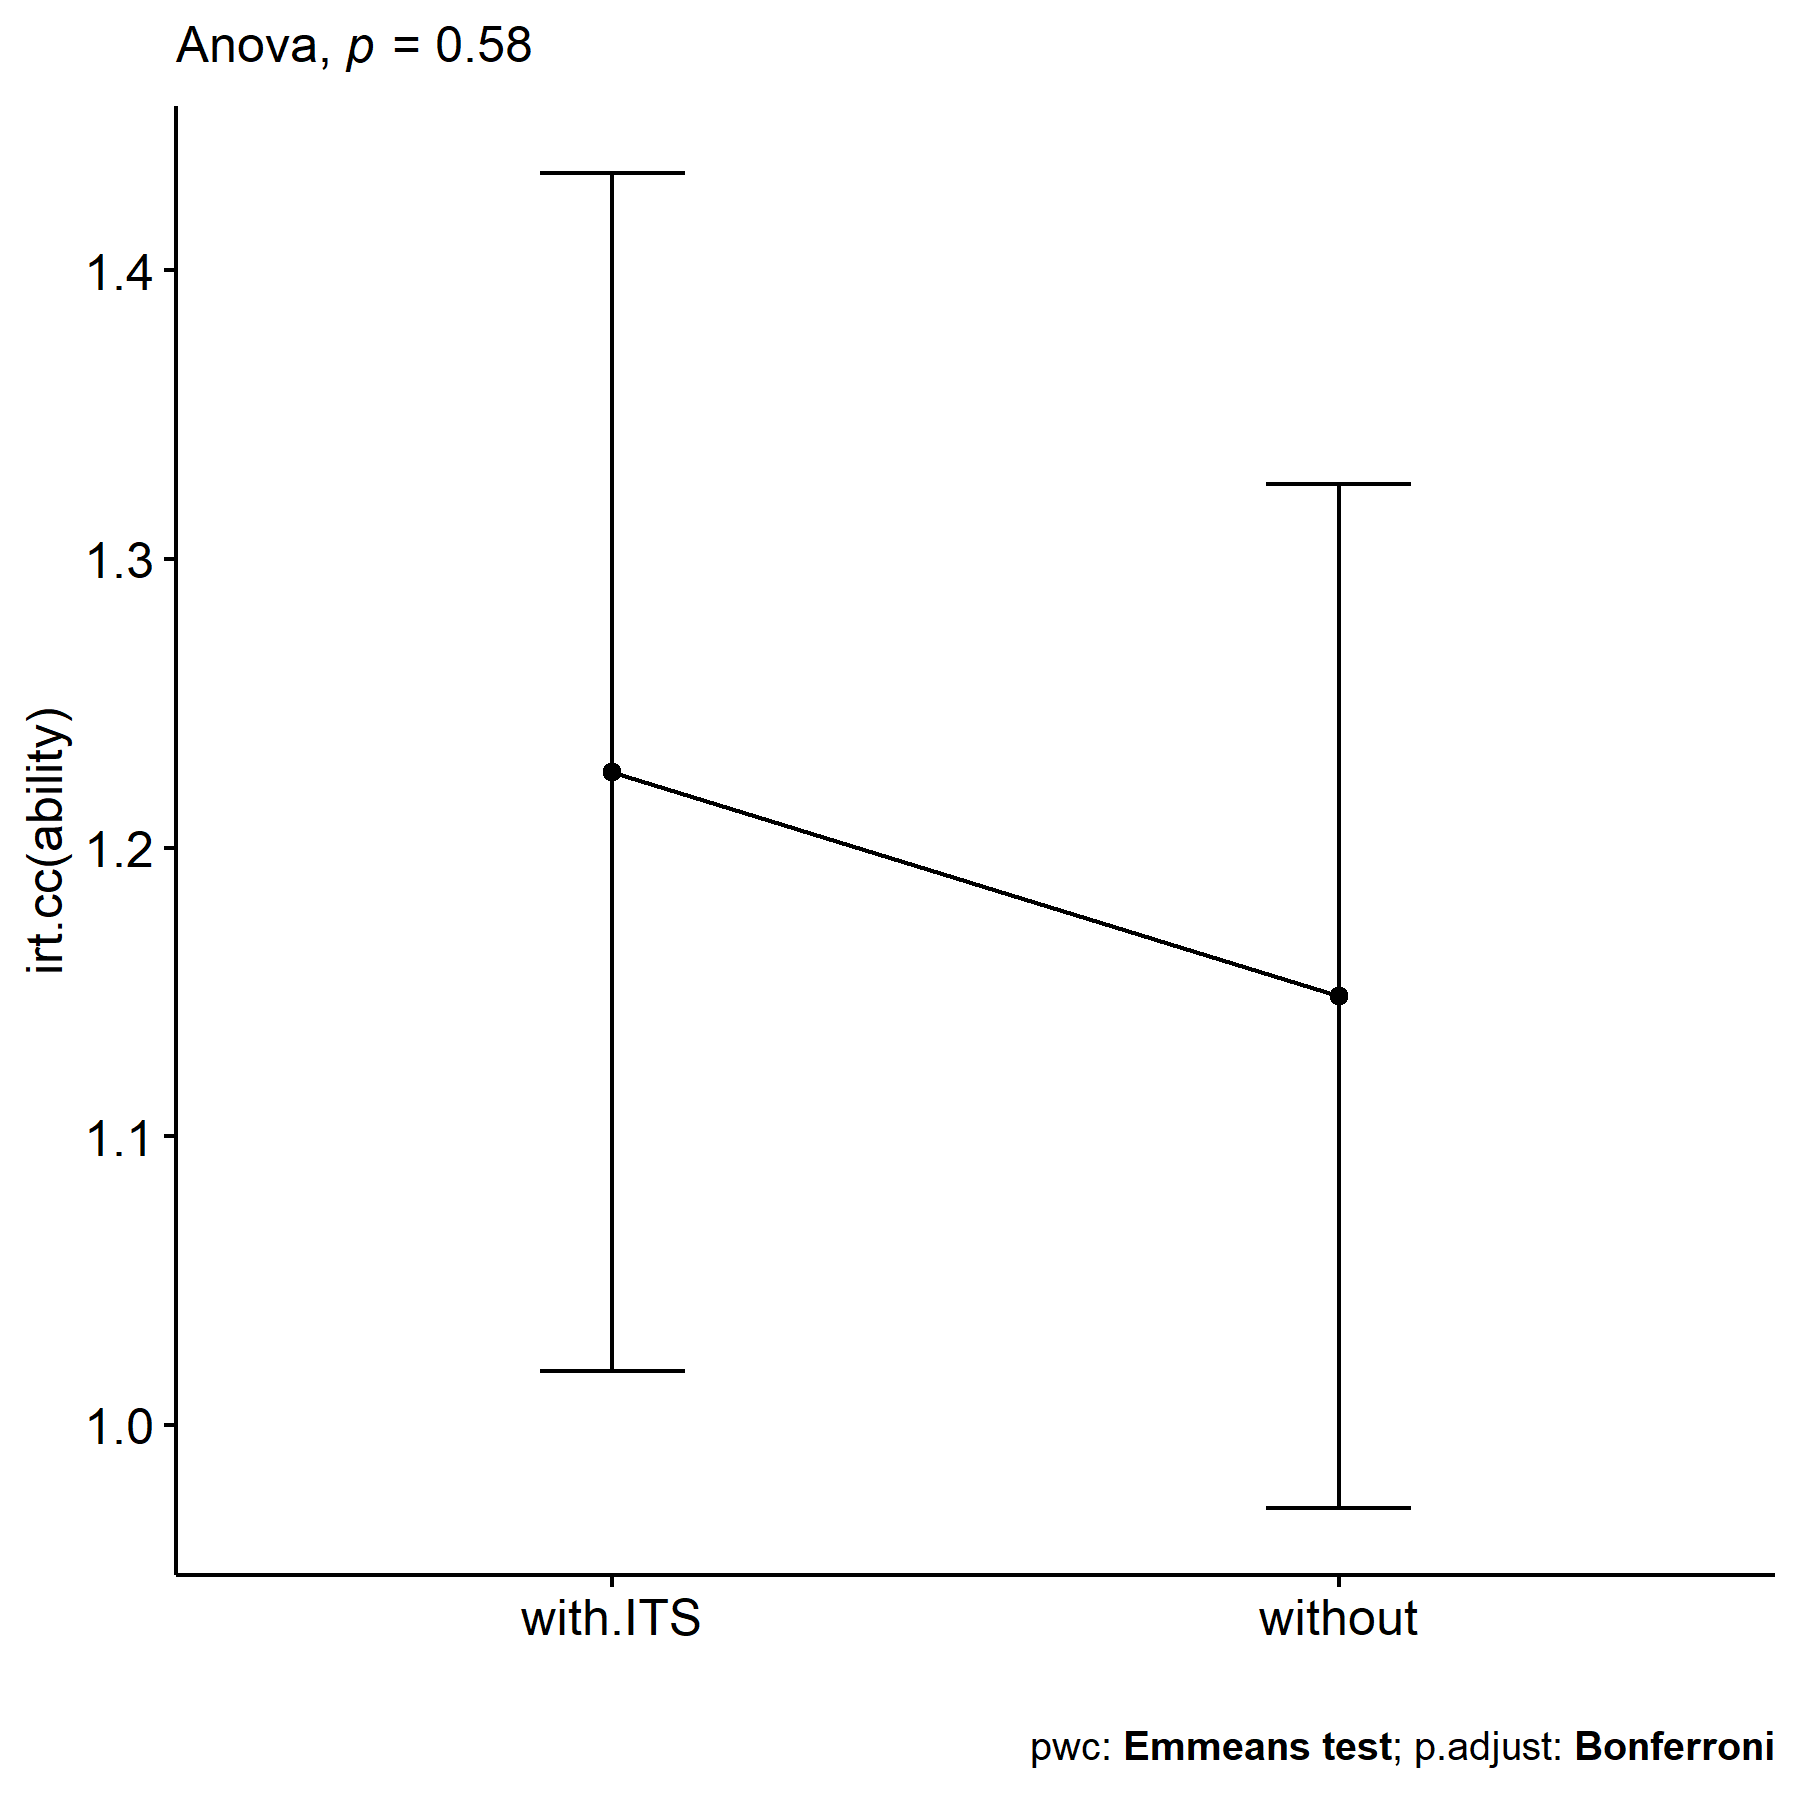 Anova, p = 0.58
irt.cc(ability)
1.4
1.3
1.2
1.1
1.0
with.ITS
without
pwc: Emmeans test; p.adjust: Bonferroni